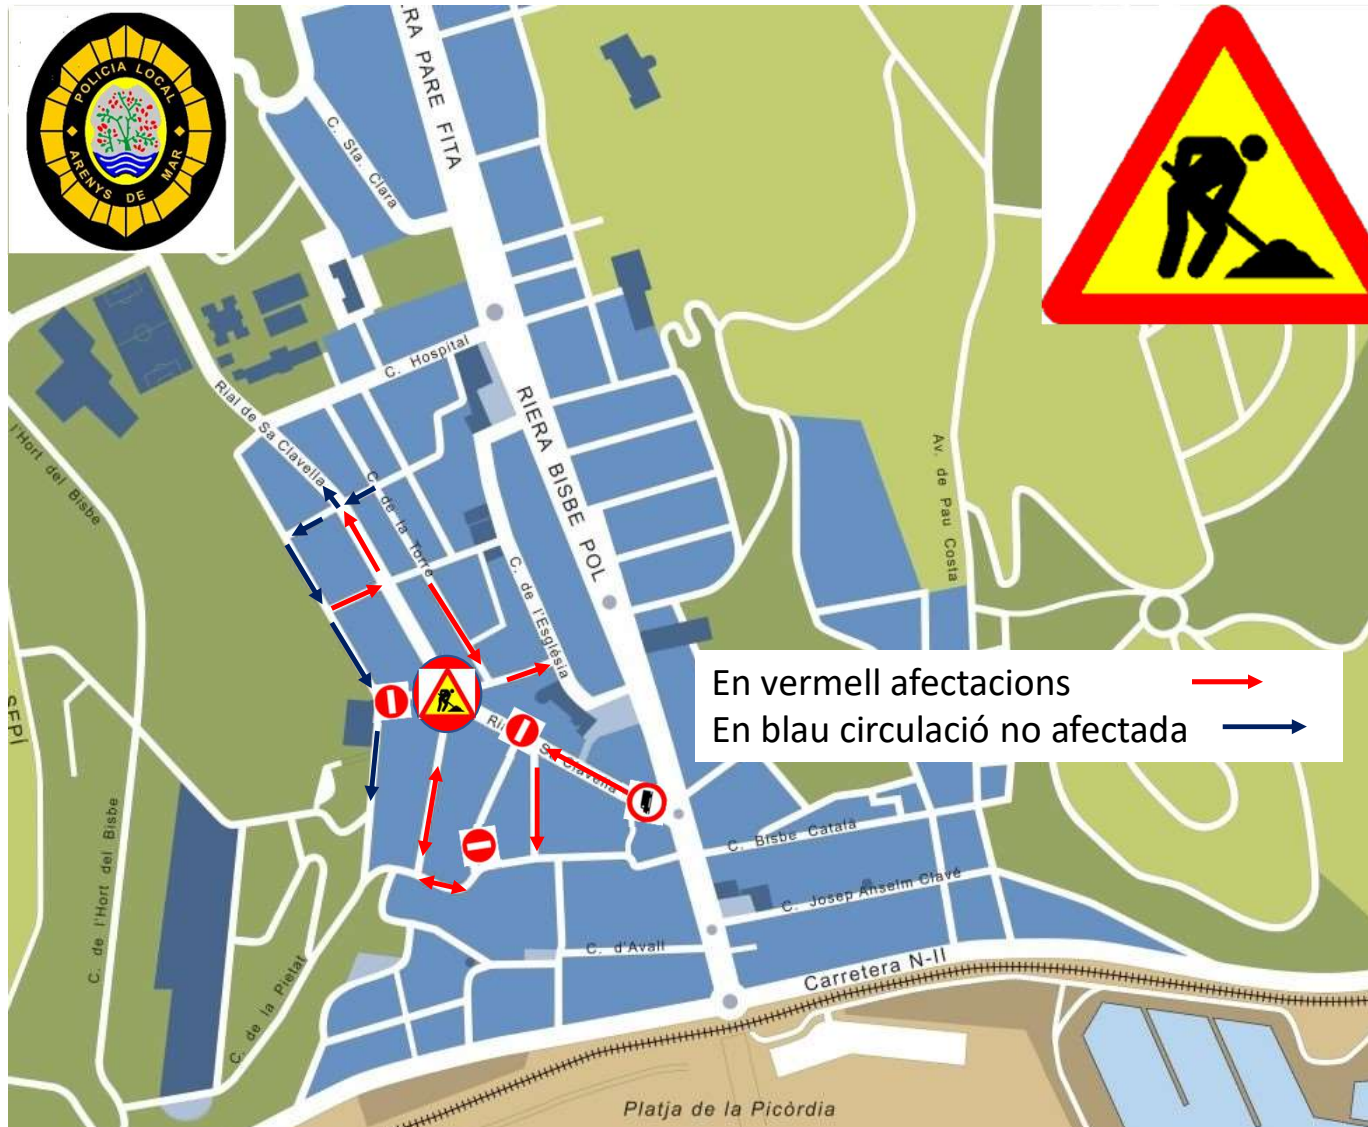 POLICIA LOCAL
ARENYS DE MAR
RA PARE FITA
C. Sta. Clara
C. Hospital
RIERA BISBE POL
Rial de Sa Clavella
l'Hort del Bisbe
C. de la Torre
C. de l'Església
Av. de Pau Costa
En vermell afectacions
En blau circulació no afectada
Sa Clavella
C. de l'Hort del Bisbe
C. Bisbe Català
C. Josep Anselm Clavé
C. d'Avall
Carretera N-II
C. de la Pietat
Platja de la Picòrdia